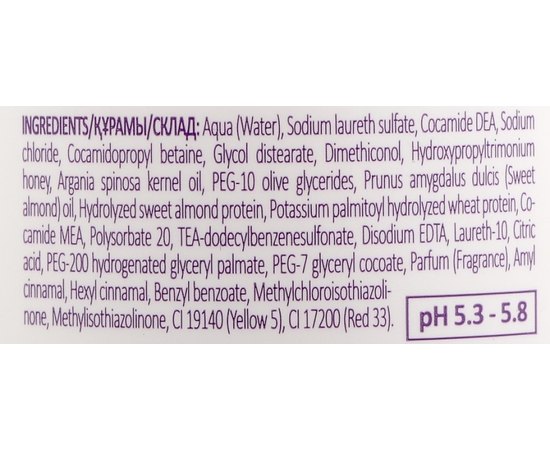 INGREDIENTS/ҚҰРАМЫ/СКЛАД: Aqua (Water), Sodium laureth sulfate, Cocamide DEA, Sodium
chloride, Cocamidopropyl betaine, Glycol distearate, Dimethiconol, Hydroxypropyltrimonium
honey, Argania spinosa kernel oil, PEG-10 olive glycerides, Prunus amygdalus dulcis (Sweet
almond) oil, Hydrolyzed sweet almond protein, Potassium palmitoyl hydrolyzed wheat protein, Co-
camide MEA, Polysorbate 20, TEA-dodecylbenzenesulfonate, Disodium EDTA, Laureth-10, Citric
acid, PEG-200 hydrogenated glyceryl palmate, PEG-7 glyceryl cocoate, Parfum (Fragrance), Amyl
cinnamal, Hexyl cinnamal, Benzyl benzoate, Methylchloroisothiazoli-
none, Methylisothiazolinone, CI 19140 (Yellow 5), CI 17200 (Red 33).
pH 5.3 - 5.8